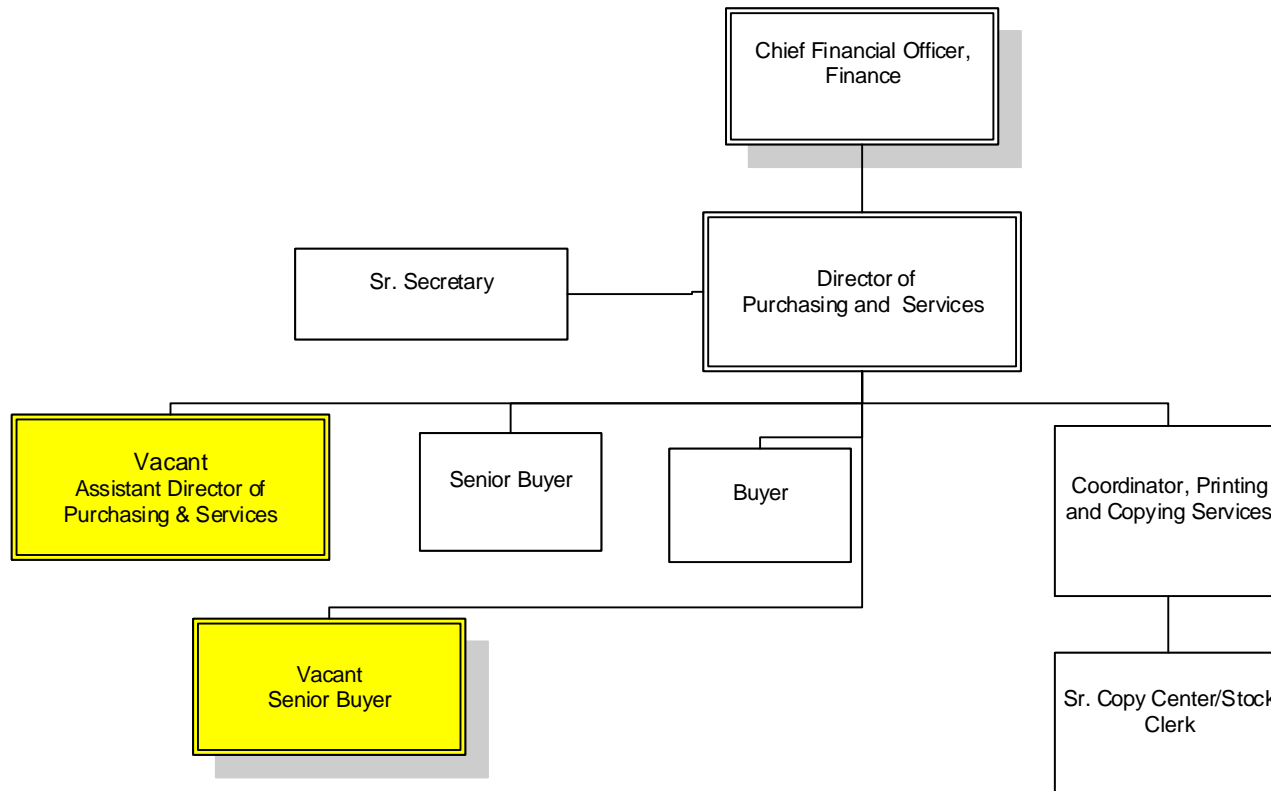 Chief Financial Officer,
Finance
Sr. Secretary
Director of
Purchasing and Services
Vacant
Assistant Director of
Purchasing & Services
Senior Buyer
Buyer
Coordinator, Printing
and Copying Services
Vacant
Senior Buyer
Sr. Copy Center/Stock
Clerk